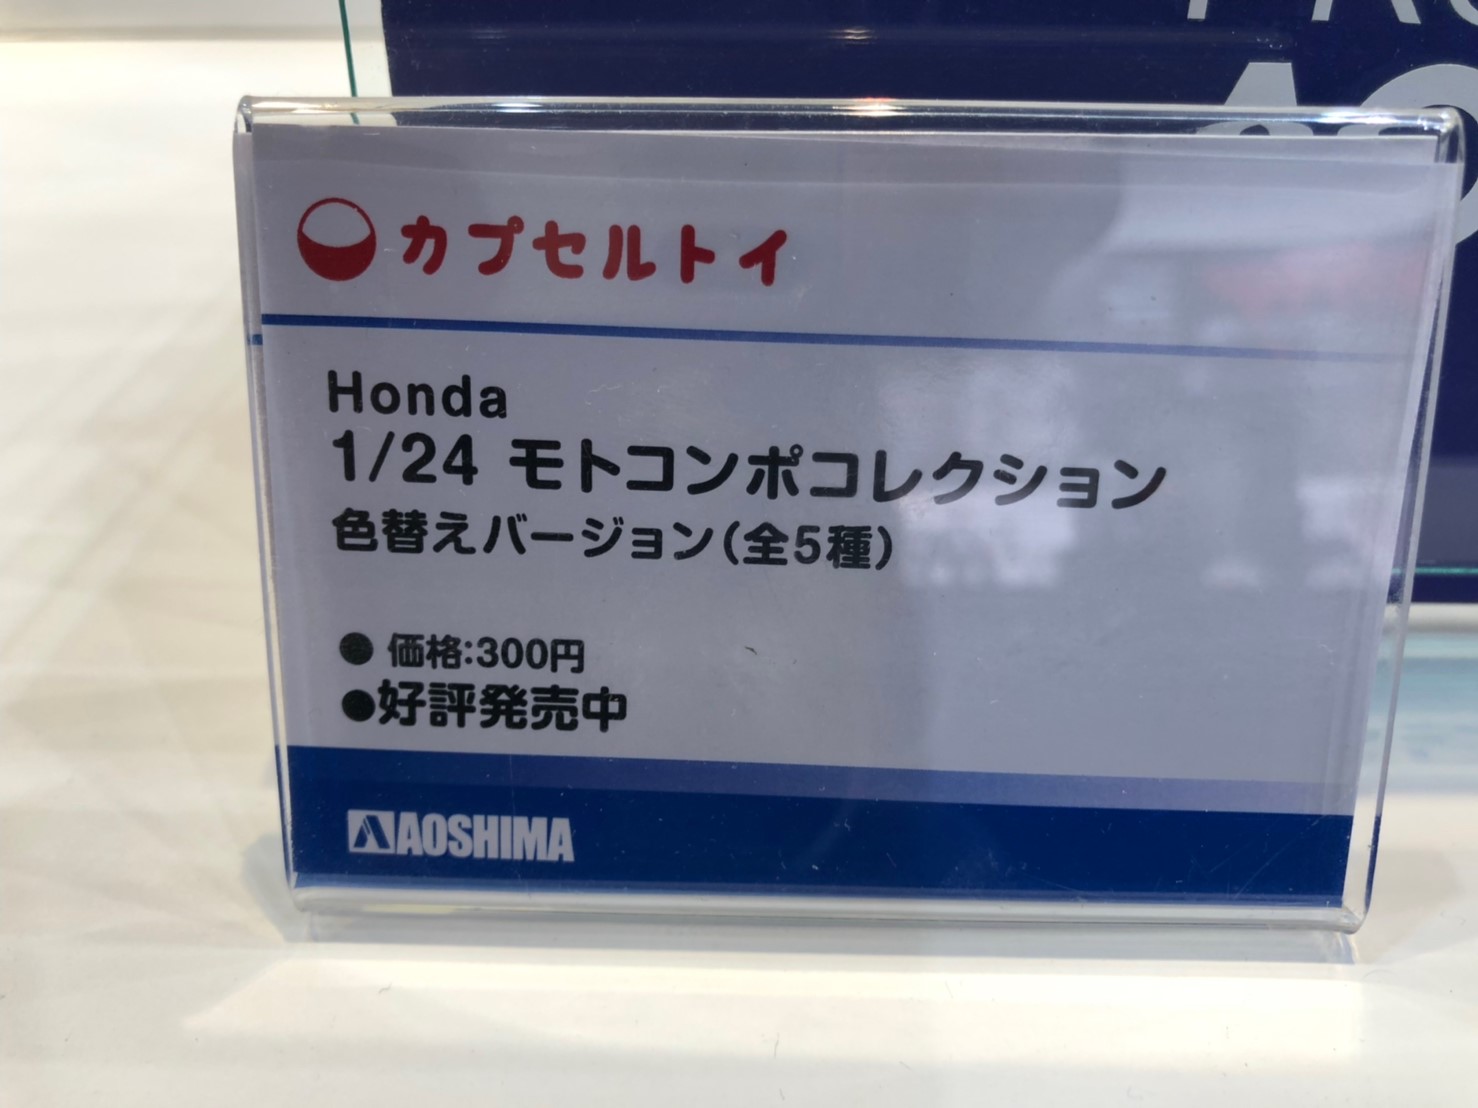 カプセルトイ
Honda
1/24 モトコンポコレクション
色替えバージョン(全5種)
● 価格:300円
●好評発売中
AOSHIMA